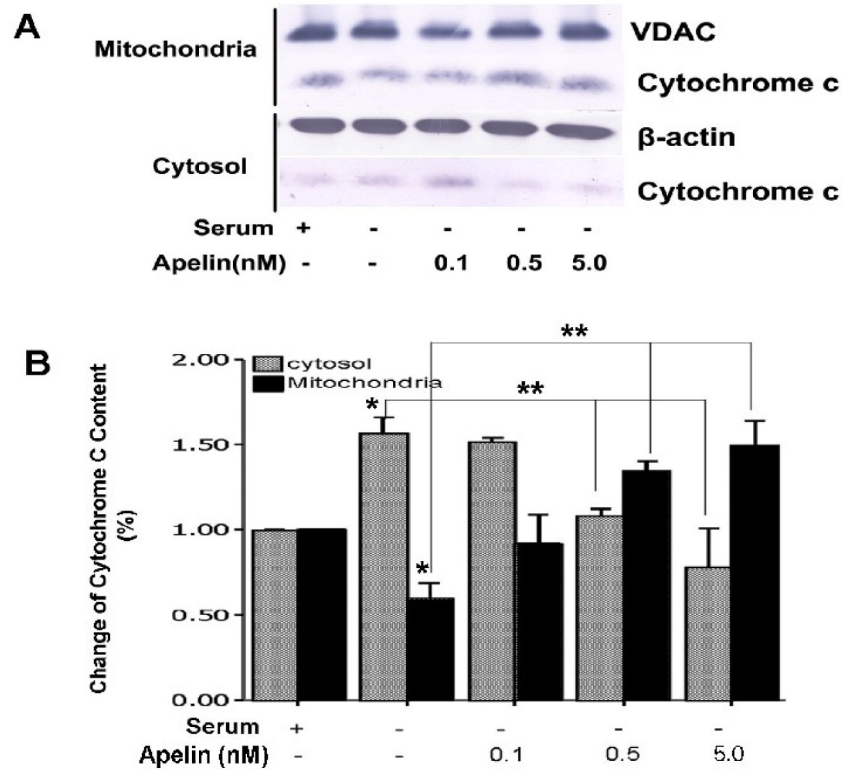 A
Mitochondria
VDAC
Cytochrome c
β-actin
Cytosol
Cytochrome c
Serum + - - - -
Apelin(nM) - - 0.1 0.5 5.0
B
**
2.00
cytosol
Mitochondria
**
*
1.50
1.00
*
0.50
0.00
Change of Cytochrome C Content
(%)
Serum + - - - -
Apelin (nM) - - 0.1 0.5 5.0